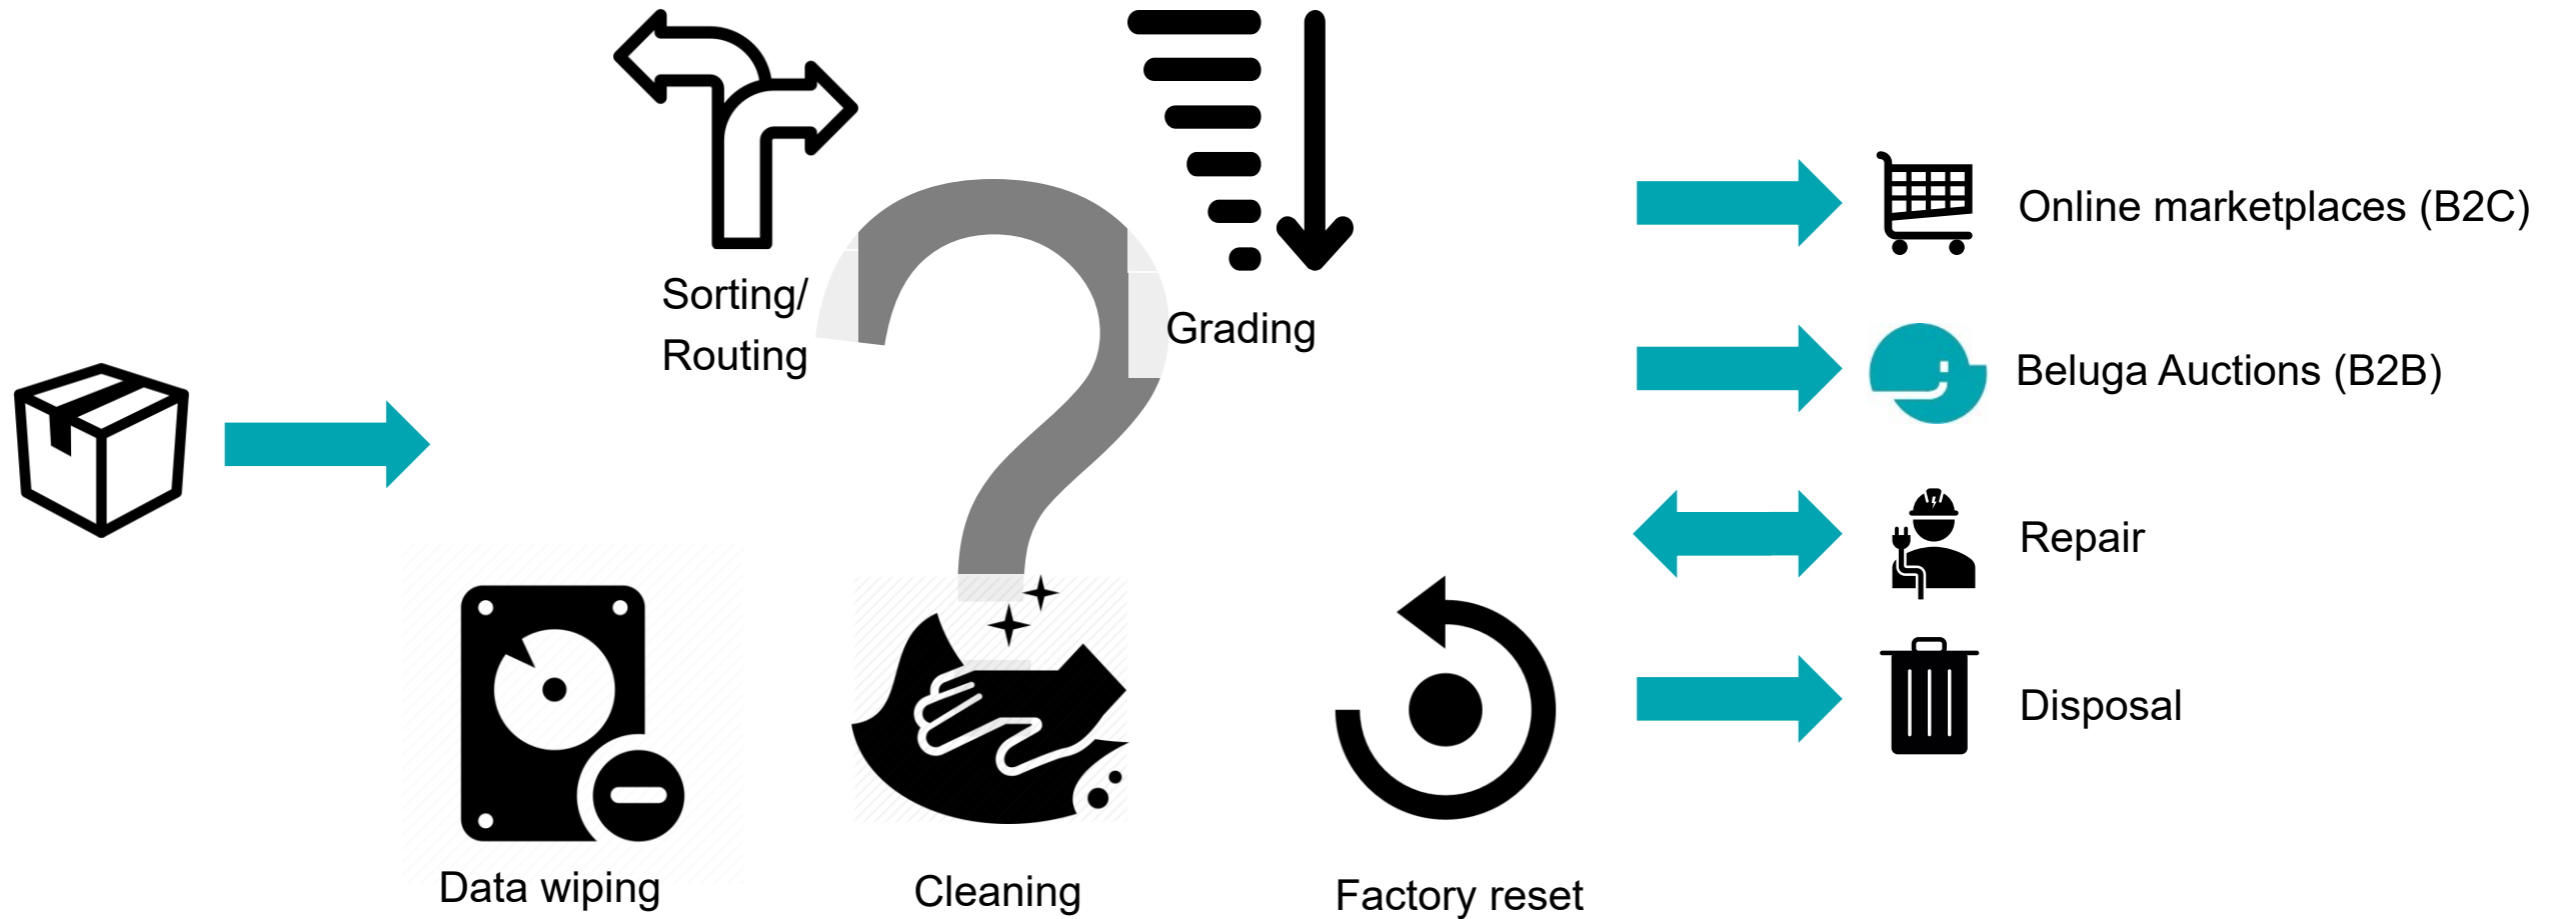 Sorting/
Routing
Grading
Data wiping
Cleaning
Factory reset
Online marketplaces (B2C)
Beluga Auctions (B2B)
Repair
Disposal